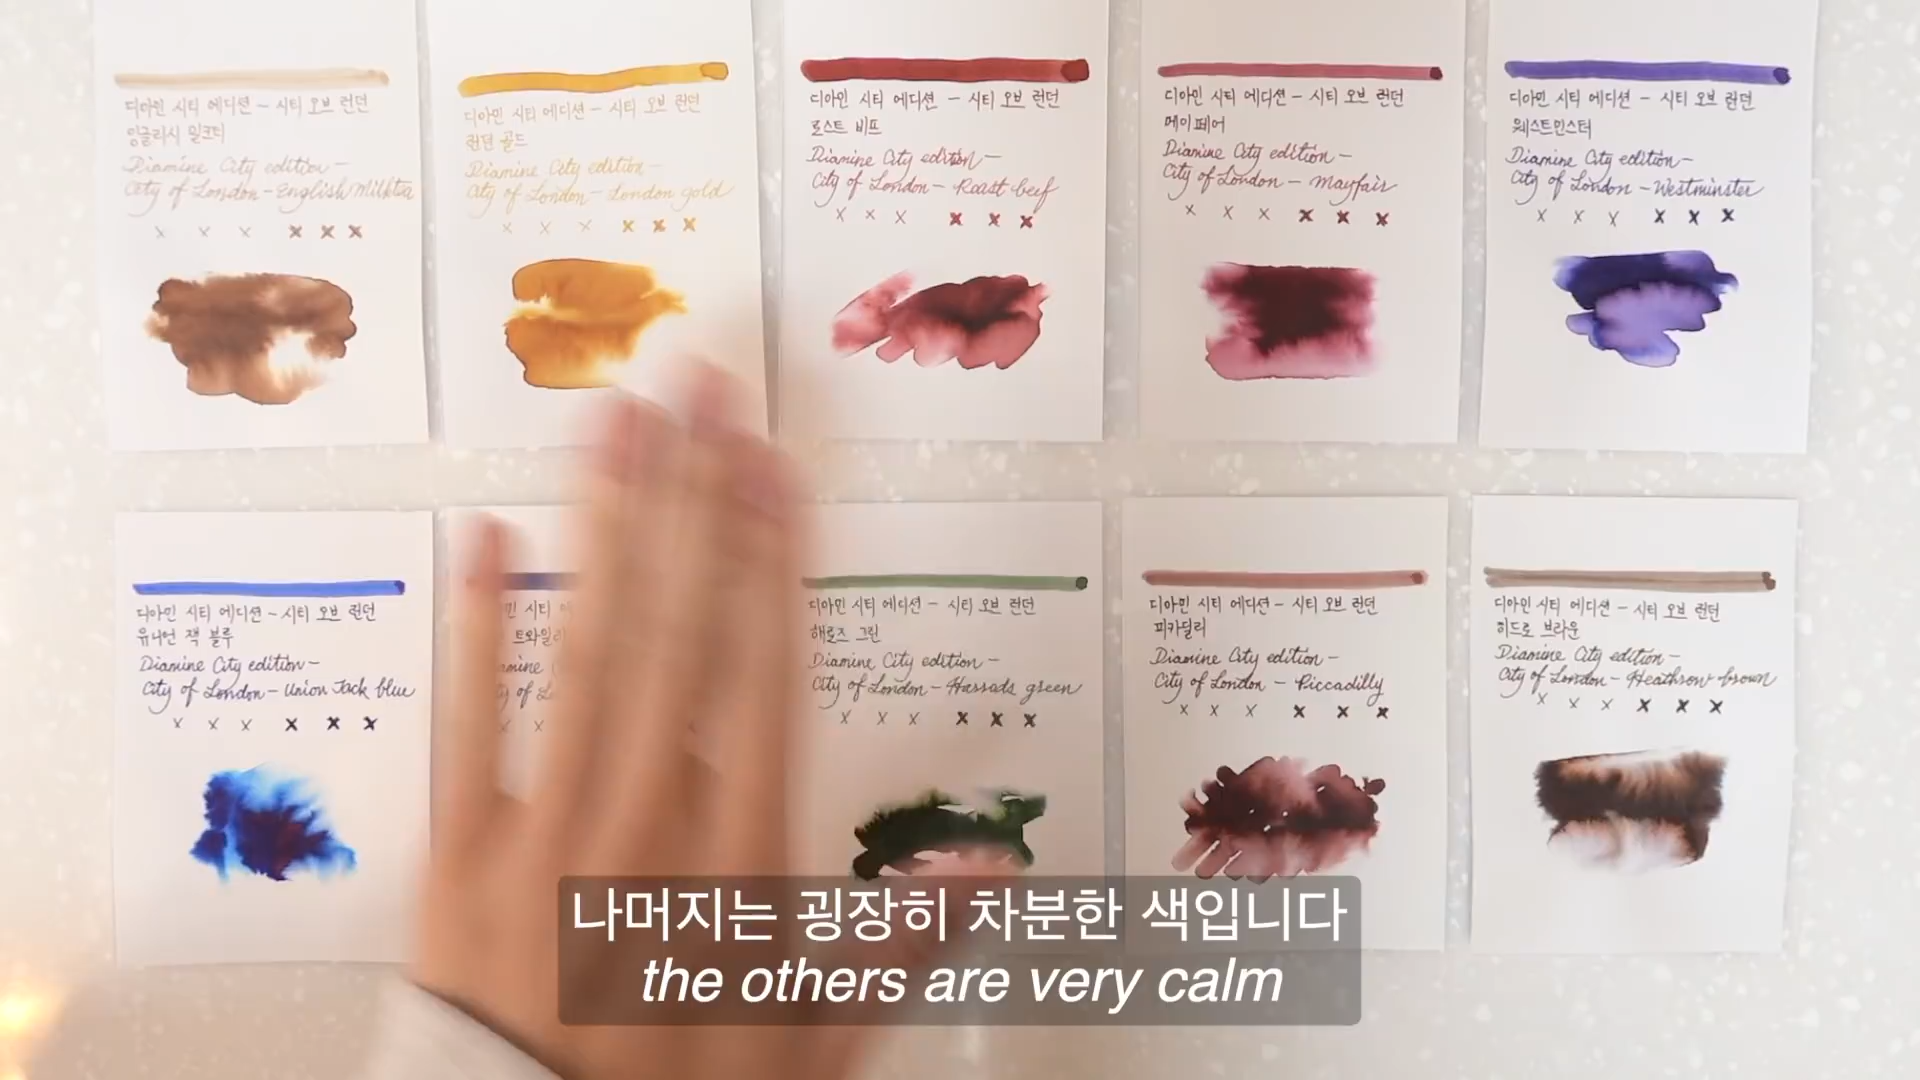 디아민 시티 에디션 - 시티 오브 런던
잉글리시 밀크티
Diamine City edition -
City of London - English Milktea
x x x x x x
디아민 시티 에디션 - 시티 오브 런던
런던 골드
Diamine City edition -
City of London - London gold
x x x x x x
디아민 시티 에디션 - 시티 오브 런던
로스트 비프
Diamine City edition -
City of London - Roast beef
x x x x x x
디아민 시티 에디션 - 시티 오브 런던
메이페어
Diamine City edition -
City of London - Mayfair
x x x x x x
디아민 시티 에디션 - 시티 오브 런던
웨스트민스터
Diamine City edition -
City of London - Westminster
x x x x x x
디아민 시티 에디션 - 시티 오브 런던
유니언 잭 블루
Diamine City edition -
City of London - Union Jack blue
x x x x x x
시티
트와일라
x x
디아민 시티 에디션 - 시티 오브 런던
해로즈 그린
Diamine City edition -
City of London - Harrods green
x x x x x x
디아민 시티 에디션 - 시티 오브 런던
피카딜리
Diamine City edition -
City of London - Piccadilly
x x x x x x
디아민 시티 에디션 - 시티 오브 런던
히드로 브라운
Diamine City edition -
City of London - Heathrow brown
x x x x x x
나머지는 굉장히 차분한 색입니다
the others are very calm